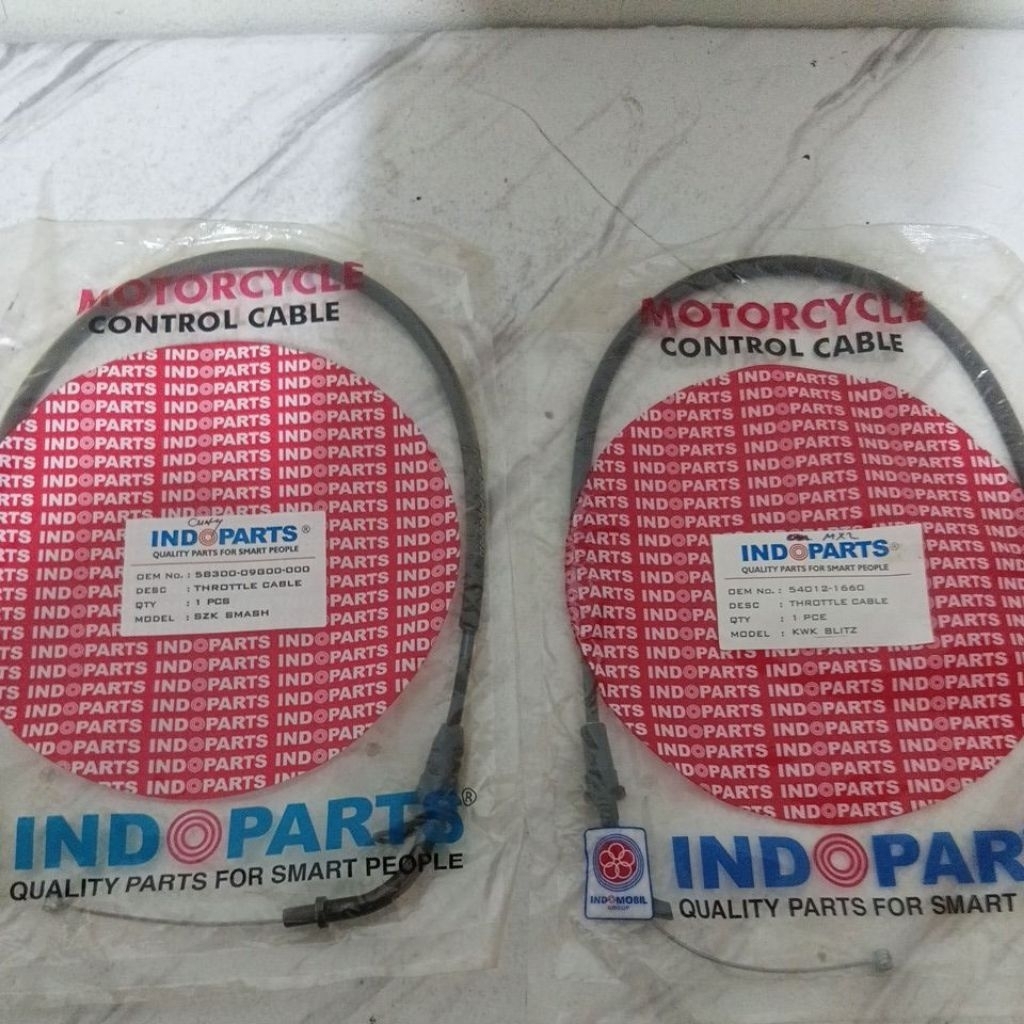 MOTORCYCLE
CONTROL CABLE
INDOPARTS®
QUALITY PARTS FOR SMART PEOPLE
OEM No. : 58300-09B00-000
DESC : THROTTLE CABLE
QTY : 1 PCS
MODEL : SZK SMASH
INDOPARTS®
QUALITY PARTS FOR SMART PEOPLE
MOTORCYCLE
CONTROL CABLE
INDOPARTS®
QUALITY PARTS FOR SMART PEOPLE
OEM No. : 54012-1660
DESC : THROTTLE CABLE
QTY : 1 PCE
MODEL : KWK BLITZ
INDOMOBIL
GROUP
INDOPAR
QUALITY PARTS FOR SMART